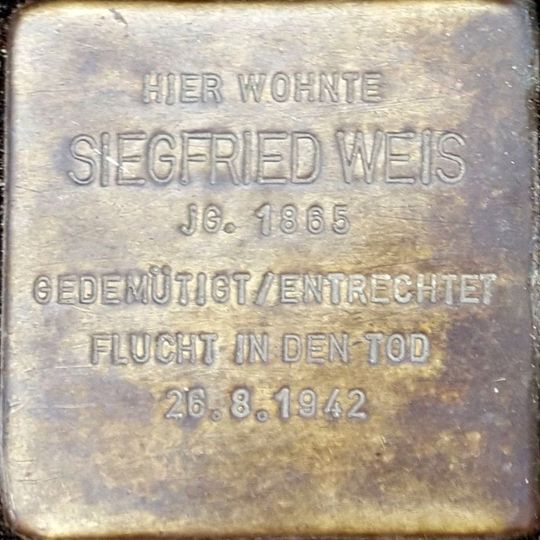 HIER WOHNTE
SIEGFRIED WEIS
JG. 1865
GEDEMÜTIGT/ENTRECHTET
FLUCHT IN DEN TOD
26.8.1942